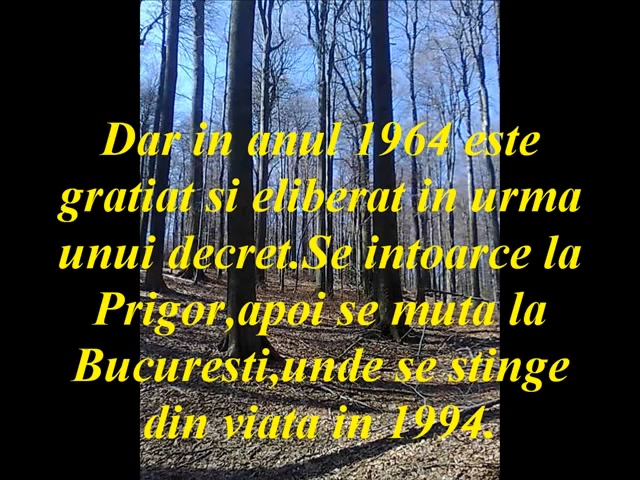 Dar in anul 1964 este
gratiat si eliberat in urma
unui decret.Se intoarce la
Prigor,apoi se muta la
Bucuresti,unde se stinge
din viata in 1994.